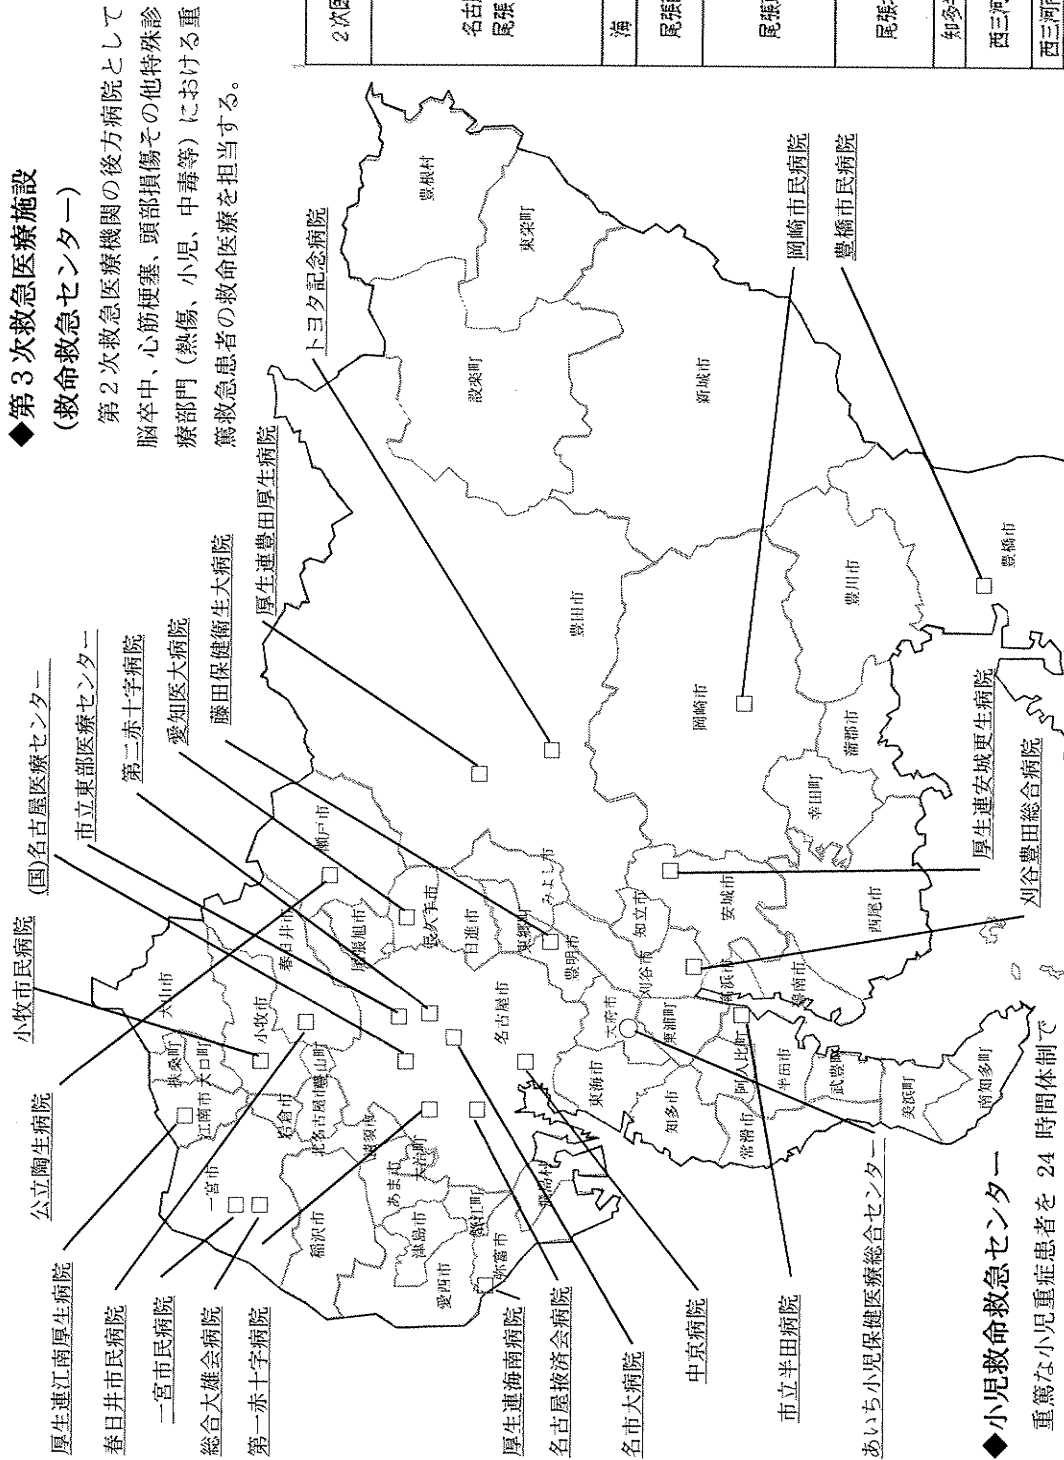 ◆第3次救急医療施設
(救命救急センター)
第2次救急医療機関の後方病院として
脳卒中、心筋梗塞、頭部損傷その他特殊診
療部門（熱傷、小児、中毒等）における重
篤救急患者の救命医療を担当する。
2次医
名古屋
尾張
海
尾張
尾張
尾張
知多半
西三河
西三河南
(国)名古屋医療センター
市立東部医療センター
第二赤十字病院
愛知医大病院
藤田保健衛生大病院
厚生連豊田厚生病院
トヨタ記念病院
岡崎市民病院
豊橋市民病院
小牧市民病院
公立陶生病院
厚生連江南厚生病院
春日井市民病院
一宮市民病院
総合大雄会病院
第一赤十字病院
厚生連海南病院
名古屋掖済会病院
名市大病院
中京病院
市立半田病院
あいち小児保健医療総合センター
厚生連安城更生病院
刈谷豊田総合病院
豊根村
東栄町
設楽町
新城市
豊田市
岡崎市
豊川市
豊橋市
蒲郡市
幸田町
西尾市
安城市
知立市
刈谷市
高浜市
碧南市
みよし市
豊明市
東郷町
日進市
長久手市
尾張旭市
瀬戸市
春日井市
犬山市
小牧市
扶桑町
大口町
江南市
岩倉市
豊山町
北名古屋市
清須市
一宮市
稲沢市
あま市
大治町
津島市
愛西市
蟹江町
弥富市
飛島村
名古屋市
東海市
大府市
東浦町
知多市
阿久比町
半田市
常滑市
武豊町
美浜町
南知多町
◆小児救命救急センター
重篤な小児重症患者を 24 時間体制で